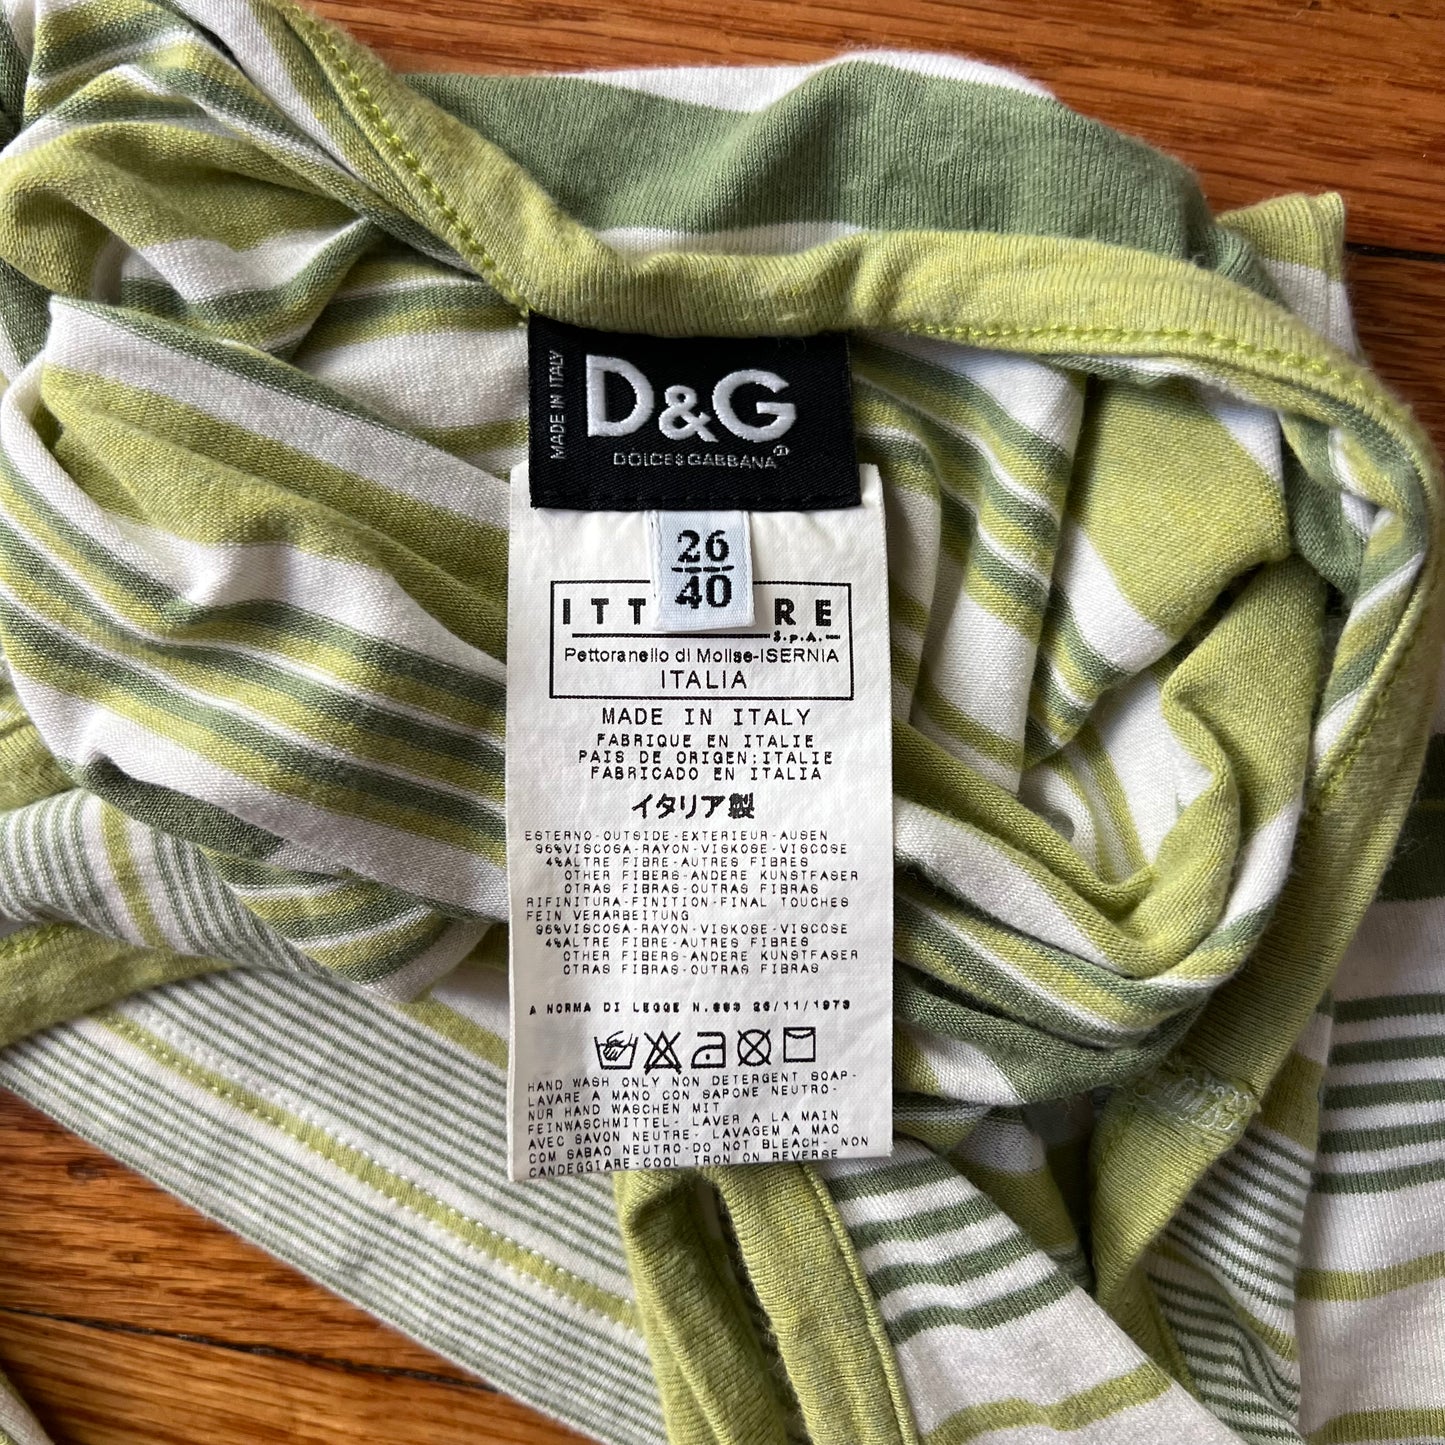 MADE IN ITALY
D&G
DOLCE&GABBANA
26
40
ITT RE
S.p.A.
Pettoranello di Molise-ISERNIA
ITALIA
MADE IN ITALY
FABRIQUE EN ITALIE
PAIS DE ORIGEN:ITALIE
FABRICADO EN ITALIA
イタリア製
ESTERNO-OUTSIDE-EXTERIEUR-AUSEN
96%VISCOSA-RAYON-VISKOSE-VISCOSE
4%ALTRE FIBRE-AUTRES FIBRES
OTHER FIBERS-ANDERE KUNSTFASER
OTRAS FIBRAS-OUTRAS FIBRAS
RIFINITURA-FINITION-FINAL TOUCHES
FEIN VERARBEITUNG
96%VISCOSA-RAYON-VISKOSE-VISCOSE
4%ALTRE FIBRE-AUTRES FIBRES
OTHER FIBERS-ANDERE KUNSTFASER
OTRAS FIBRAS-OUTRAS FIBRAS
A NORMA DI LEGGE N.883 26/11/1973
HAND WASH ONLY NON DETERGENT SOAP-
LAVARE A MANO CON SAPONE NEUTRO-
NUR HAND WASCHEN MIT
FEINWASCHMITTEL- LAVER A LA MAIN
AVEC SAVON NEUTRE- LAVAGEM A MAO
COM SABAO NEUTRO-DO NOT BLEACH- NON
CANDEGGIARE-COOL IRON ON REVERSE